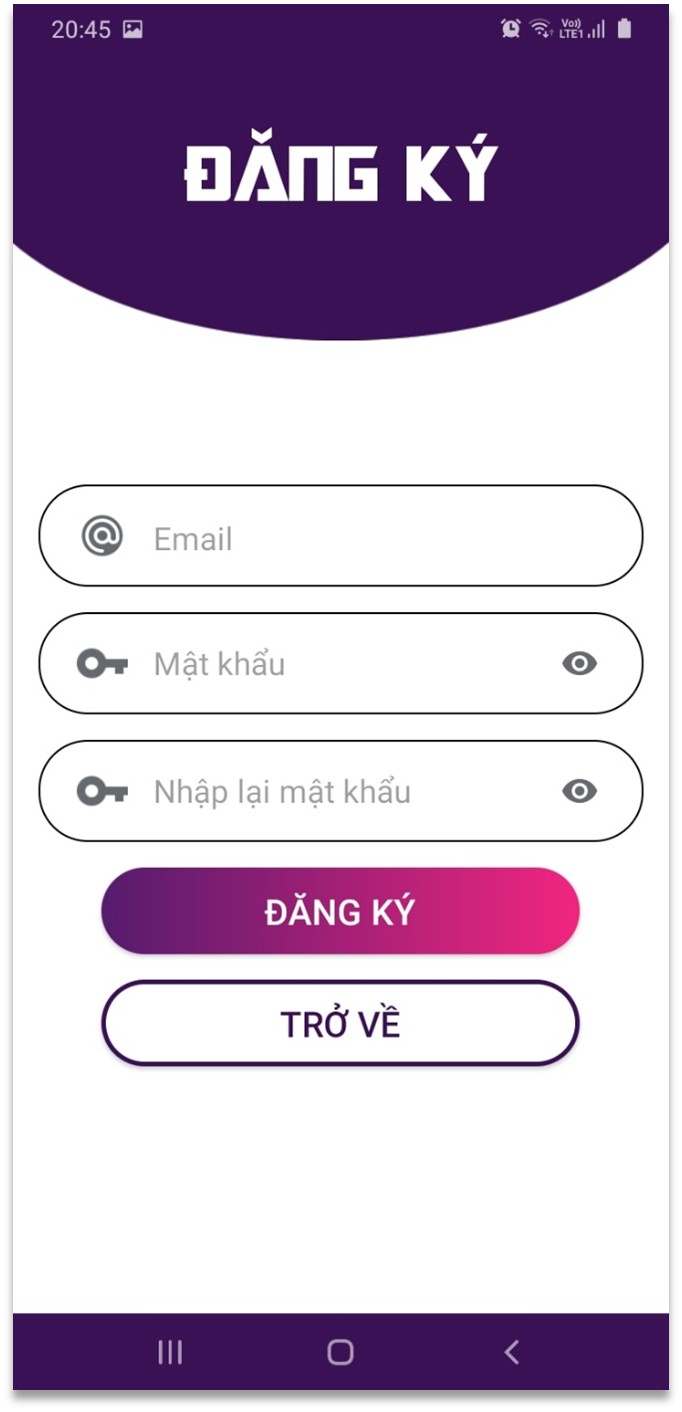 20:45
Vo))
LTE1
ĐĂNG KÝ
Email
Mật khẩu
Nhập lại mật khẩu
ĐĂNG KÝ
TRỞ VỀ